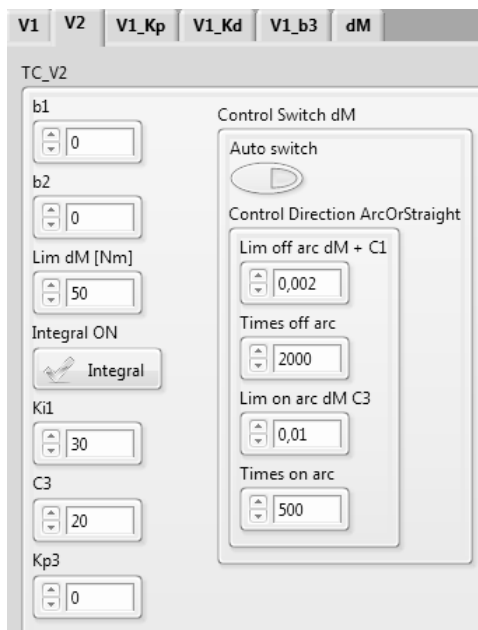 V1 V2 V1_Kp V1_Kd V1_b3 dM
TC_V2
b1
0
b2
0
Lim dM [Nm]
50
Integral ON
Integral
Ki1
30
C3
20
Kp3
0
Control Switch dM
Auto switch
Control Direction ArcOrStraight
Lim off arc dM + C1
0,002
Times off arc
2000
Lim on arc dM C3
0,01
Times on arc
500